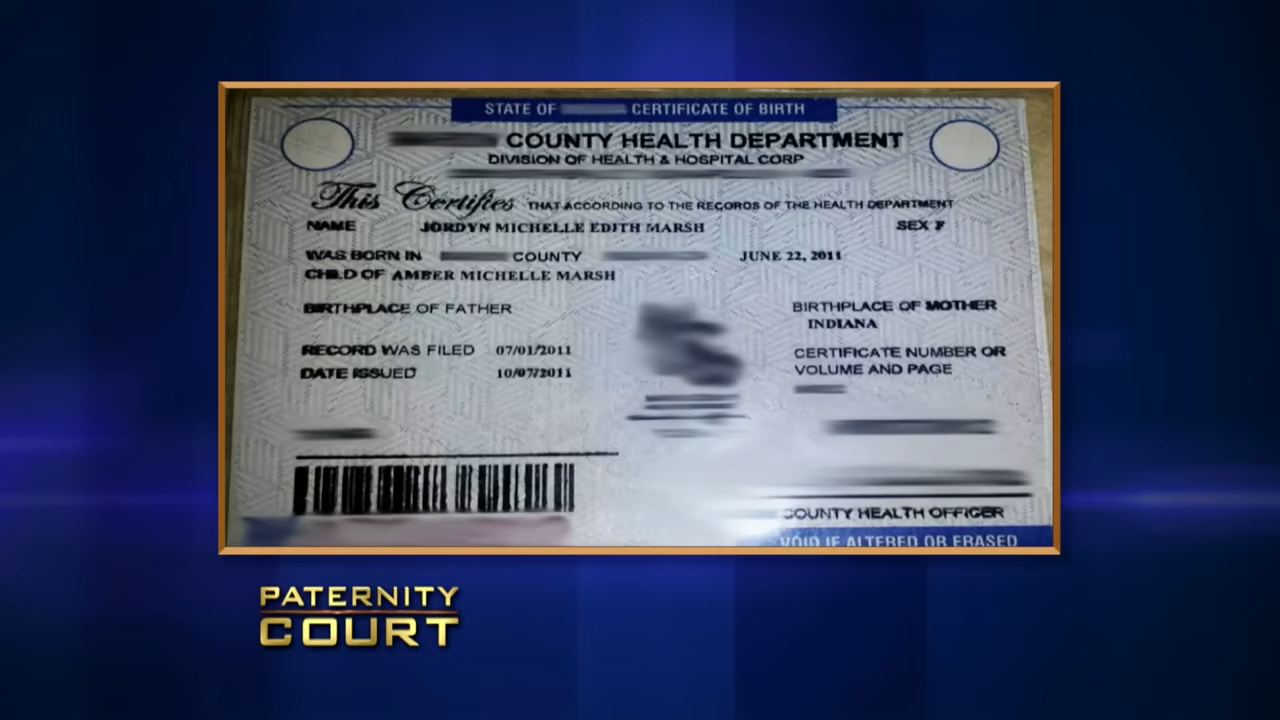 STATE OF CERTIFICATE OF BIRTH
COUNTY HEALTH DEPARTMENT
DIVISION OF HEALTH & HOSPITAL CORP
This Certifies THAT ACCORDING TO THE RECORDS OF THE HEALTH DEPARTMENT
NAME JORDYN MICHELLE EDITH MARSH SEX F
WAS BORN IN COUNTY JUNE 22, 2011
CHILD OF AMBER MICHELLE MARSH
BIRTHPLACE OF FATHER BIRTHPLACE OF MOTHER
INDIANA
RECORD WAS FILED 07/01/2011 CERTIFICATE NUMBER OR
DATE ISSUED 10/07/2011 VOLUME AND PAGE
COUNTY HEALTH OFFICER
VOID IF ALTERED OR ERASED
PATERNITY
COURT